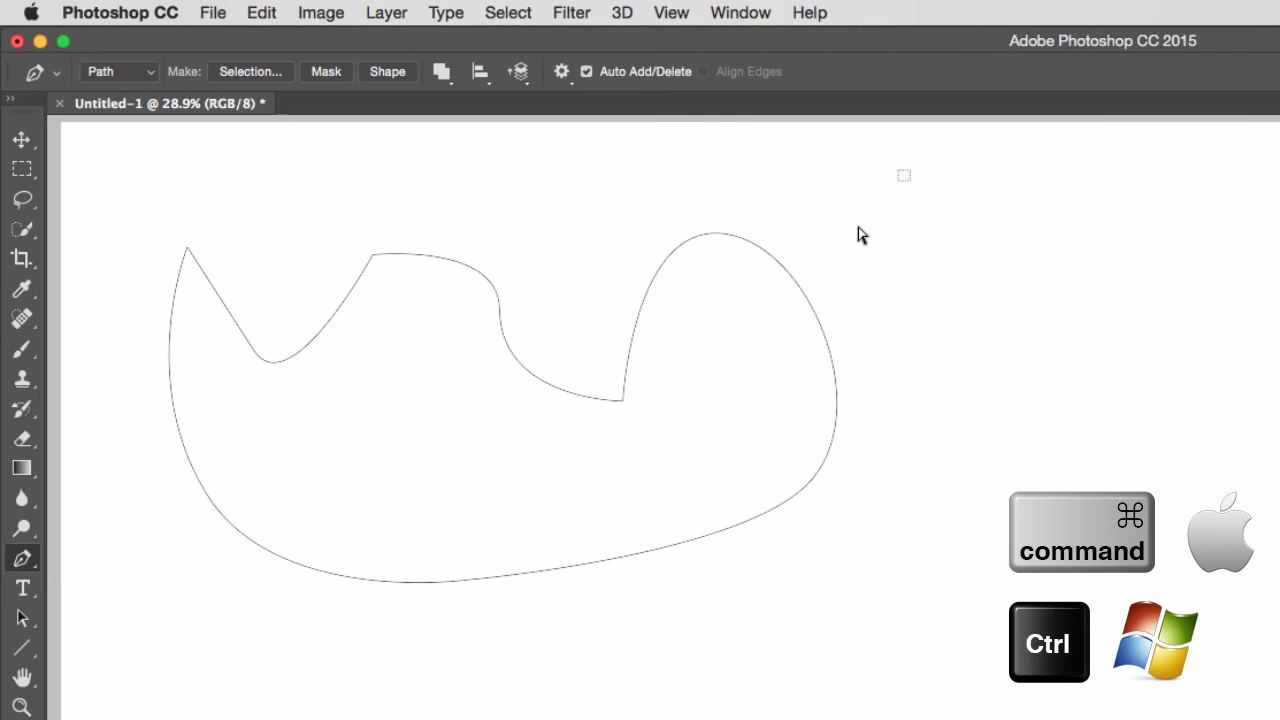 Photoshop CC File Edit Image Layer Type Select Filter 3D View Window Help
Adobe Photoshop CC 2015
Path Make: Selection... Mask Shape Auto Add/Delete Align Edges
Untitled-1 @ 28.9% (RGB/8) *
⌘
command
Ctrl